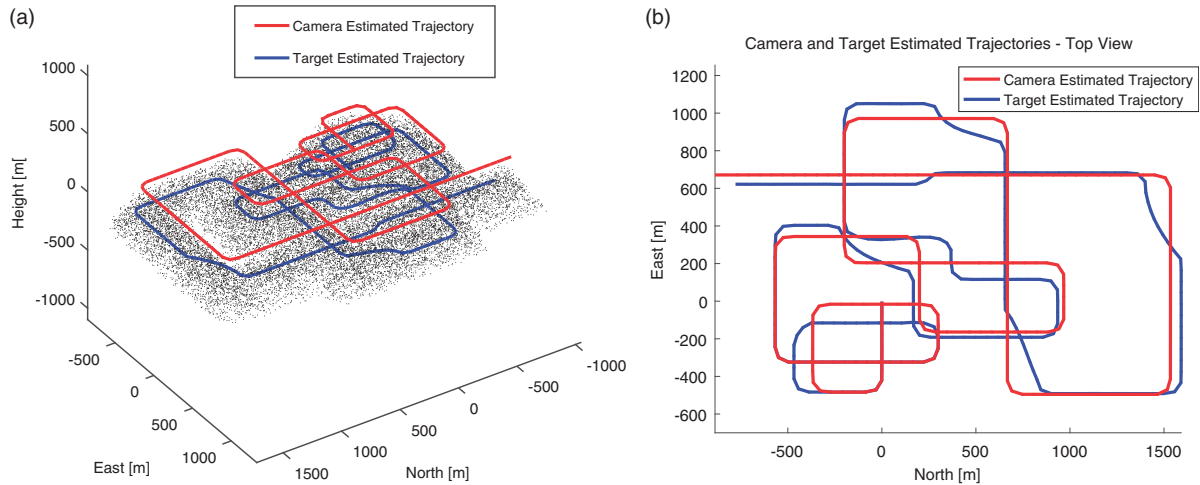 (a)
Camera Estimated Trajectory
Target Estimated Trajectory
1000
500
0
-500
-1000
Height [m[
-500
0
500
1000
East [m]
1500
1000
500
0
-500
-1000
North [m]
(b)
Camera and Target Estimated Trajectories - Top View
Camera Estimated Trajectory
Target Estimated Trajectory
1200
1000
800
600
400
200
0
-200
-400
-600
East [m]
-500
0
500
1000
1500
North [m]